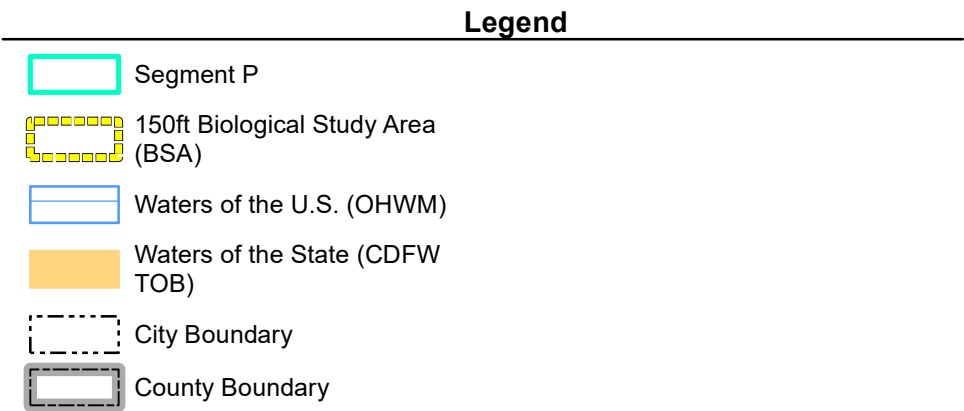 Legend
Segment P
150ft Biological Study Area
(BSA)
Waters of the U.S. (OHWM)
Waters of the State (CDFW
TOB)
City Boundary
County Boundary